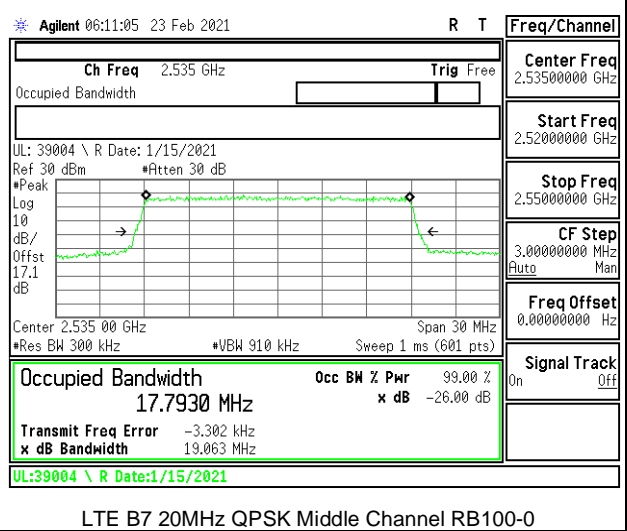 Agilent 06:11:05 23 Feb 2021 R T Freq/Channel
Ch Freq 2.535 GHz Trig Free
Occupied Bandwidth
Center Freq
2.53500000 GHz
Start Freq
2.52000000 GHz
UL: 39004 \ R Date: 1/15/2021
Ref 30 dBm #Atten 30 dB
#Peak
Log
10
dB/
Offst
17.1
dB
Stop Freq
2.55000000 GHz
CF Step
3.00000000 MHz
Auto Man
Freq Offset
0.00000000 Hz
Center 2.535 00 GHz Span 30 MHz
#Res BW 300 kHz #VBW 910 kHz Sweep 1 ms (601 pts)
Signal Track
On Off
Occupied Bandwidth Occ BW % Pwr 99.00 %
17.7930 MHz x dB -26.00 dB
Transmit Freq Error -3.302 kHz
x dB Bandwidth 19.063 MHz
UL:39004 \ R Date:1/15/2021
LTE B7 20MHz QPSK Middle Channel RB100-0